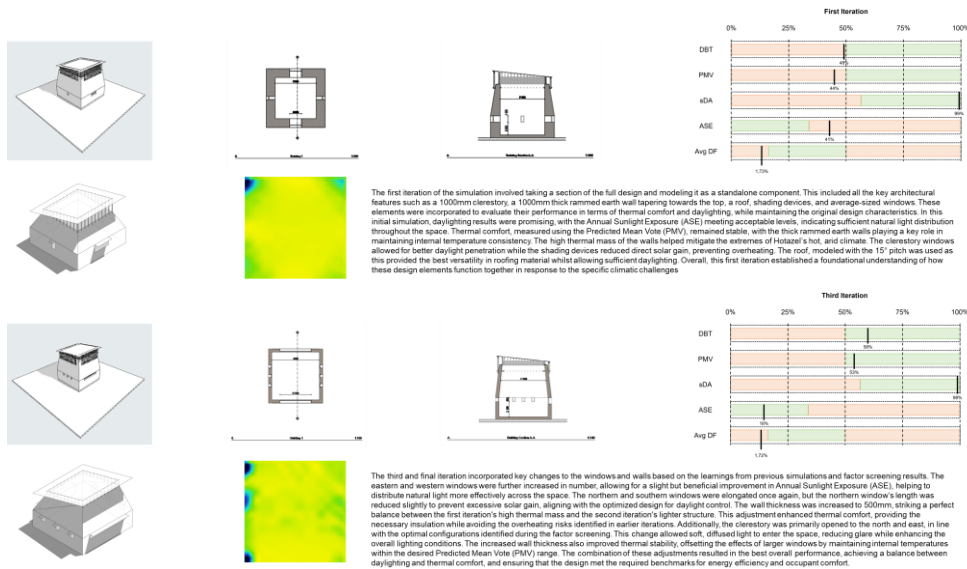 First Iteration
0% 25% 50% 75% 100%
DBT
49%
PMV
44%
sDA
99%
ASE
41%
Avg DF
1,73%
The first iteration of the simulation involved taking a section of the full design and modeling it as a standalone component. This included all the key architectural
features such as a 1000mm clerestory, a 1000mm thick rammed earth wall tapering towards the top, a roof, shading devices, and average-sized windows. These
elements were incorporated to evaluate their performance in terms of thermal comfort and daylighting, while maintaining the original design characteristics. In this
initial simulation, daylighting results were promising, with the Annual Sunlight Exposure (ASE) meeting acceptable levels, indicating sufficient natural light distribution
throughout the space. Thermal comfort, measured using the Predicted Mean Vote (PMV), remained stable, with the thick rammed earth walls playing a key role in
maintaining internal temperature consistency. The high thermal mass of the walls helped mitigate the extremes of Hotazel's hot, and climate. The clerestory windows
allowed for better daylight penetration while the shading devices reduced direct solar gain, preventing overheating. The roof, modeled with the 15° pitch was used as
this provided the best versatility in roofing material whilst allowing sufficient daylighting. Overall, this first iteration established a foundational understanding of how
these design elements function together in response to the specific climatic challenges
Third Iteration
0% 25% 50% 75% 100%
DBT
PMV
53%
sDA
ASE
Avg DF
1,72%
The third and final iteration incorporated key changes to the windows and walls based on the learnings from previous simulations and factor screening results. The
eastern and western windows were further increased in number, allowing for a slight but beneficial improvement in Annual Sunlight Exposure (ASE), helping to
distribute natural light more effectively across the space. The northern and southern windows were elongated once again, but the northern window's length was
reduced slightly to prevent excessive solar gain, aligning with the optimized design for daylight control. The wall thickness was increased to 500mm, striking a perfect
balance between the first iteration's high thermal mass and the second iteration's lighter structure. This adjustment enhanced thermal comfort, providing the
necessary insulation while avoiding the overheating risks identified in earlier iterations. Additionally, the clerestory was primarily opened to the north and east, in line
with the optimal configurations identified during the factor screening. This change allowed soft, diffused light to enter the space, reducing glare while enhancing the
overall lighting conditions. The increased wall thickness also improved thermal stability, offsetting the effects of larger windows by maintaining internal temperatures
within the desired Predicted Mean Vote (PMV) range. The combination of these adjustments resulted in the best overall performance, achieving a balance between
daylighting and thermal comfort, and ensuring that the design met the required benchmarks for energy efficiency and occupant comfort.